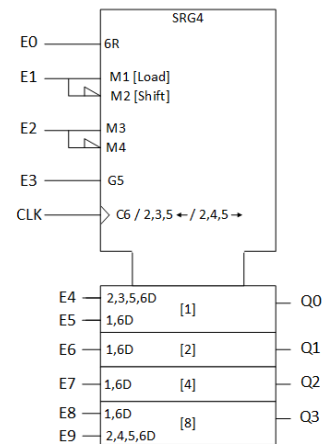 SRG4
E0 6R
E1 M1 [Load]
M2 [Shift]
E2 M3
M4
E3 G5
CLK C6 / 2,3,5 ← / 2,4,5 →
E4 2,3,5,6D [1] Q0
E5 1,6D
E6 1,6D [2] Q1
E7 1,6D [4] Q2
E8 1,6D [8] Q3
E9 2,4,5,6D